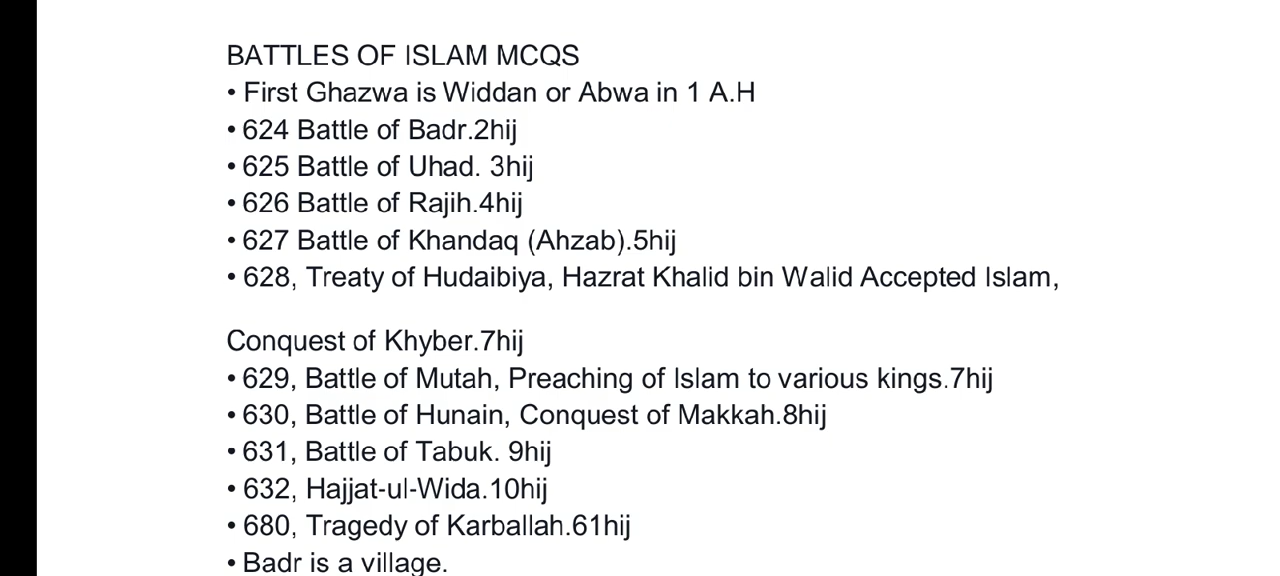 BATTLES OF ISLAM MCQS
• First Ghazwa is Widdan or Abwa in 1 A.H
• 624 Battle of Badr.2hij
• 625 Battle of Uhad. 3hij
• 626 Battle of Rajih.4hij
• 627 Battle of Khandaq (Ahzab).5hij
• 628, Treaty of Hudaibiya, Hazrat Khalid bin Walid Accepted Islam,
Conquest of Khyber.7hij
• 629, Battle of Mutah, Preaching of Islam to various kings.7hij
• 630, Battle of Hunain, Conquest of Makkah.8hij
• 631, Battle of Tabuk. 9hij
• 632, Hajjat-ul-Wida.10hij
• 680, Tragedy of Karballah.61hij
• Badr is a village.